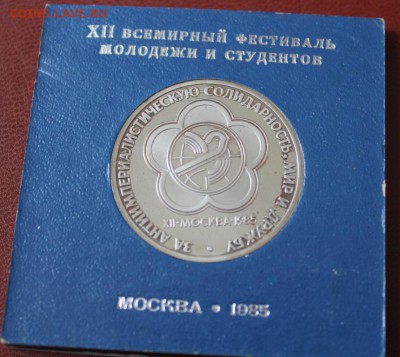 XII ВСЕМИРНЫЙ ФЕСТИВАЛЬ
МОЛОДЕЖИ И СТУДЕНТОВ
ЗА АНТИИМПЕРИАЛИСТИЧЕСКУЮ СОЛИДАРНОСТЬ, МИР И ДРУЖБУ
XII•МОСКВА•1985
МОСКВА • 1985